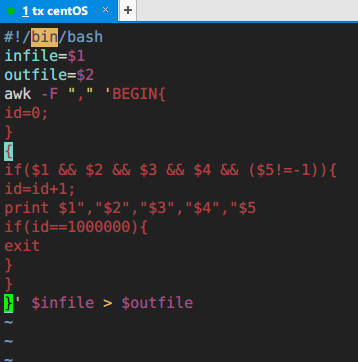 1 tx centOS × +
#!/bin/bash
infile=$1
outfile=$2
awk -F "," 'BEGIN{
id=0;
}
{
if($1 && $2 && $3 && $4 && ($5!=-1)){
id=id+1;
print $1","$2","$3","$4","$5
if(id==1000000){
exit
}
}
}' $infile > $outfile
~
~
~